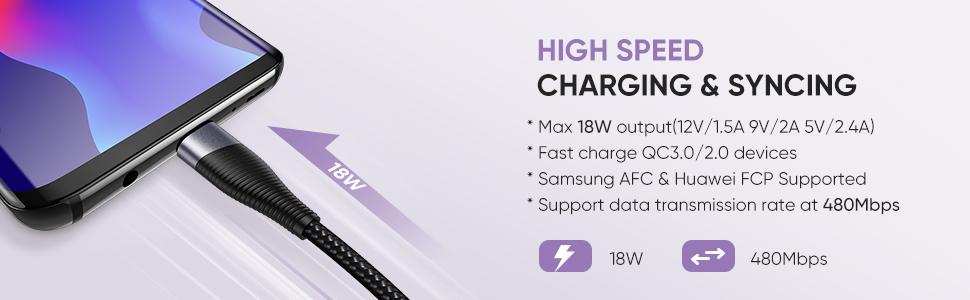 HIGH SPEED
CHARGING & SYNCING
* Max 18W output(12V/1.5A 9V/2A 5V/2.4A)
* Fast charge QC3.0/2.0 devices
* Samsung AFC & Huawei FCP Supported
* Support data transmission rate at 480Mbps
18W
18W
480Mbps